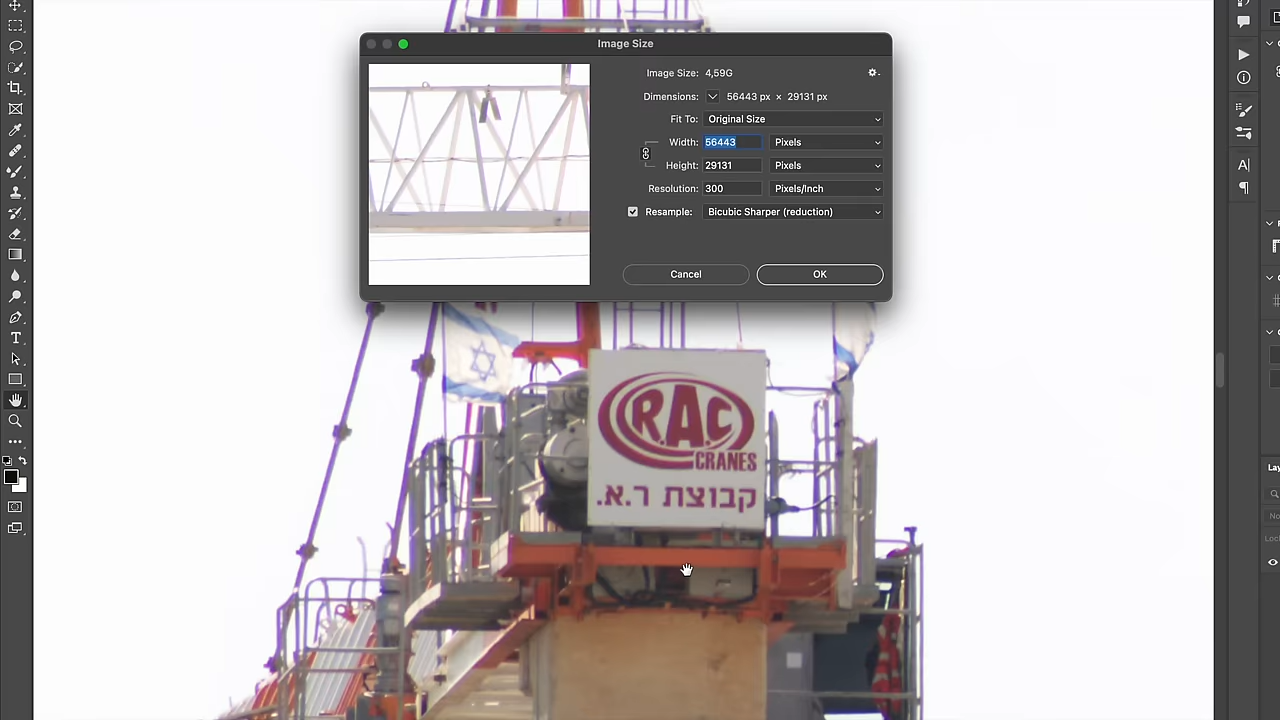 Image Size
Image Size: 4,59G
Dimensions: 56443 px × 29131 px
Fit To: Original Size
Width: 56443 Pixels
Height: 29131 Pixels
Resolution: 300 Pixels/Inch
Resample: Bicubic Sharper (reduction)
Cancel OK
R.A.C
CRANES
קבוצת ר.א.